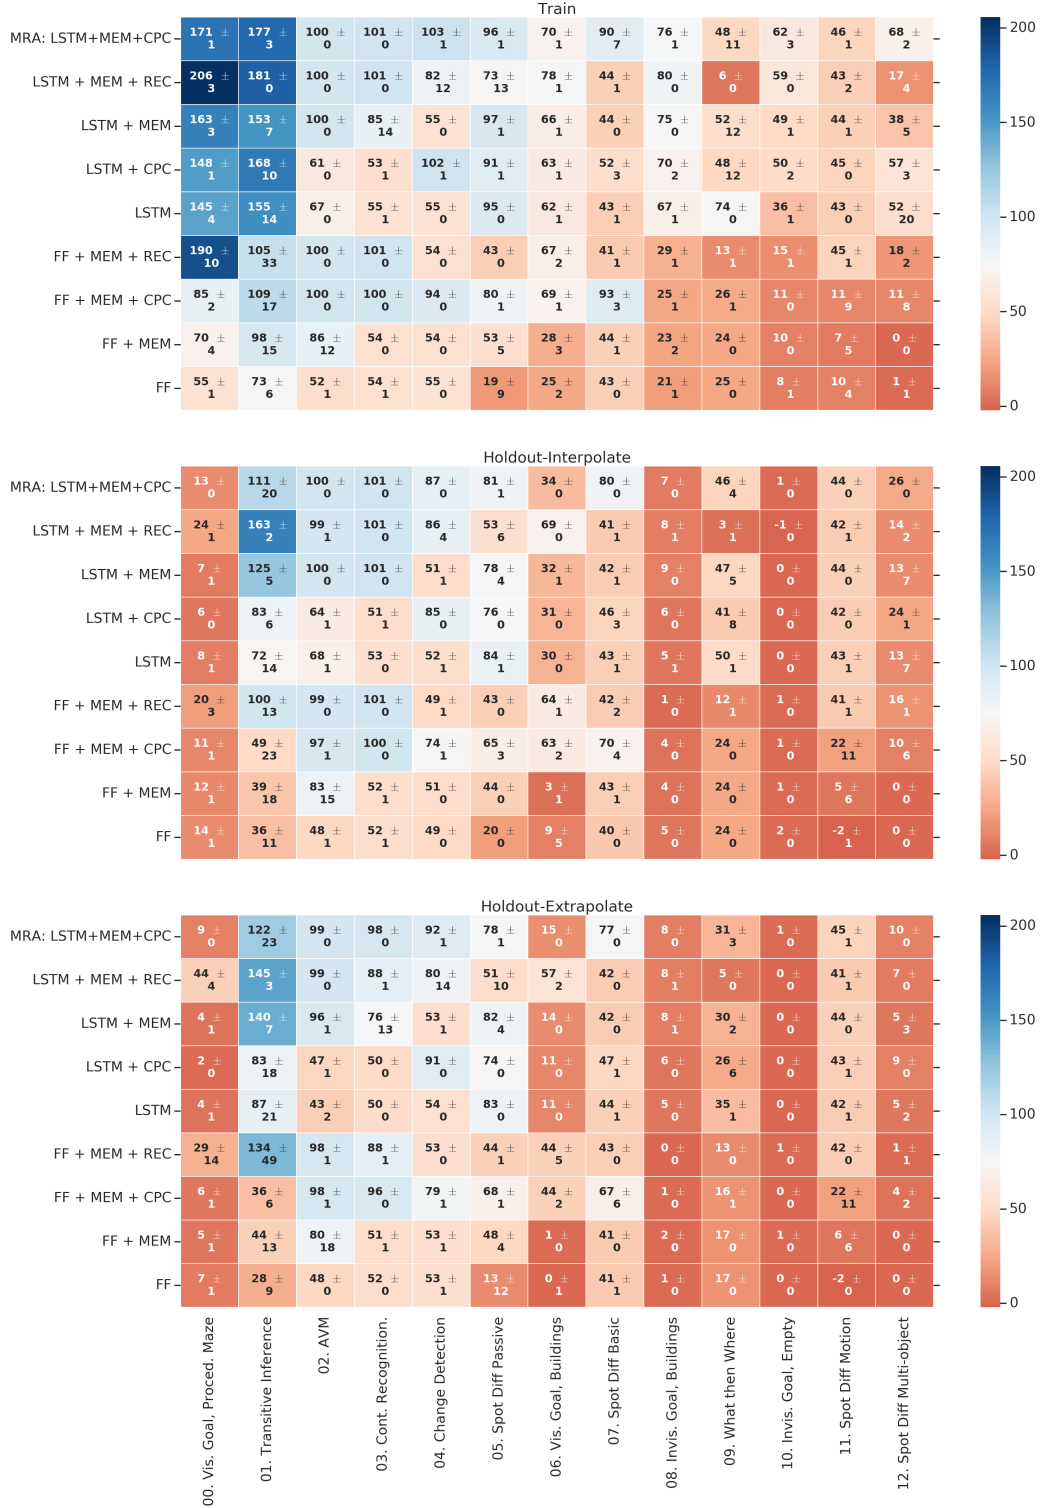 Train
MRA: LSTM+MEM+CPC 171 ± 1 177 ± 3 100 ± 0 101 ± 0 103 ± 1 96 ± 1 70 ± 1 90 ± 7 76 ± 1 48 ± 11 62 ± 3 46 ± 1 68 ± 2
LSTM + MEM + REC 206 ± 3 181 ± 0 100 ± 0 101 ± 0 82 ± 12 73 ± 13 78 ± 1 44 ± 1 80 ± 0 6 ± 0 59 ± 0 43 ± 2 17 ± 4
LSTM + MEM 163 ± 3 153 ± 7 100 ± 0 85 ± 14 55 ± 0 97 ± 1 66 ± 1 44 ± 0 75 ± 0 52 ± 12 49 ± 1 44 ± 1 38 ± 5
LSTM + CPC 148 ± 1 168 ± 10 61 ± 0 53 ± 1 102 ± 1 91 ± 1 63 ± 1 52 ± 3 70 ± 2 48 ± 12 50 ± 2 45 ± 0 57 ± 3
LSTM 145 ± 4 155 ± 14 67 ± 0 55 ± 1 55 ± 0 95 ± 0 62 ± 1 43 ± 1 67 ± 1 74 ± 0 36 ± 1 43 ± 0 52 ± 20
FF + MEM + REC 190 ± 10 105 ± 33 100 ± 0 101 ± 0 54 ± 0 43 ± 0 67 ± 2 41 ± 1 29 ± 1 13 ± 1 15 ± 1 45 ± 1 18 ± 2
FF + MEM + CPC 85 ± 2 109 ± 17 100 ± 0 100 ± 0 94 ± 0 80 ± 1 69 ± 1 93 ± 3 25 ± 1 26 ± 1 11 ± 0 11 ± 9 11 ± 8
FF + MEM 70 ± 4 98 ± 15 86 ± 12 54 ± 0 54 ± 0 53 ± 5 28 ± 3 44 ± 1 23 ± 2 24 ± 0 10 ± 0 7 ± 5 0 ± 0
FF 55 ± 1 73 ± 6 52 ± 1 54 ± 1 55 ± 0 19 ± 9 25 ± 2 43 ± 0 21 ± 1 25 ± 0 8 ± 1 10 ± 4 1 ± 1
200
150
100
50
0
Holdout-Interpolate
MRA: LSTM+MEM+CPC 13 ± 0 111 ± 20 100 ± 0 101 ± 0 87 ± 0 81 ± 1 34 ± 0 80 ± 0 7 ± 0 46 ± 4 1 ± 0 44 ± 0 26 ± 0
LSTM + MEM + REC 24 ± 1 163 ± 2 99 ± 1 101 ± 0 86 ± 4 53 ± 6 69 ± 0 41 ± 1 8 ± 1 3 ± 1 -1 ± 0 42 ± 1 14 ± 2
LSTM + MEM 7 ± 1 125 ± 5 100 ± 0 101 ± 0 51 ± 1 78 ± 4 32 ± 1 42 ± 1 9 ± 0 47 ± 5 0 ± 0 44 ± 0 13 ± 7
LSTM + CPC 6 ± 0 83 ± 6 64 ± 1 51 ± 1 85 ± 0 76 ± 0 31 ± 0 46 ± 3 6 ± 0 41 ± 8 0 ± 0 42 ± 0 24 ± 1
LSTM 8 ± 1 72 ± 14 68 ± 1 53 ± 0 52 ± 1 84 ± 1 30 ± 0 43 ± 1 5 ± 1 50 ± 1 0 ± 0 43 ± 1 13 ± 7
FF + MEM + REC 20 ± 3 100 ± 13 99 ± 0 101 ± 0 49 ± 1 43 ± 0 64 ± 1 42 ± 2 1 ± 0 12 ± 1 1 ± 0 41 ± 1 16 ± 1
FF + MEM + CPC 11 ± 1 49 ± 23 97 ± 1 100 ± 0 74 ± 1 65 ± 3 63 ± 2 70 ± 4 4 ± 0 24 ± 0 1 ± 0 22 ± 11 10 ± 6
FF + MEM 12 ± 1 39 ± 18 83 ± 15 52 ± 1 51 ± 0 44 ± 0 3 ± 1 43 ± 1 4 ± 0 24 ± 0 1 ± 0 5 ± 6 0 ± 0
FF 14 ± 1 36 ± 11 48 ± 1 52 ± 1 49 ± 0 20 ± 0 9 ± 5 40 ± 0 5 ± 0 24 ± 0 2 ± 0 -2 ± 1 0 ± 0
200
150
100
50
0
Holdout-Extrapolate
MRA: LSTM+MEM+CPC 9 ± 0 122 ± 23 99 ± 0 98 ± 0 92 ± 1 78 ± 1 15 ± 0 77 ± 0 8 ± 0 31 ± 3 1 ± 0 45 ± 1 10 ± 0
LSTM + MEM + REC 44 ± 4 145 ± 3 99 ± 0 88 ± 1 80 ± 14 51 ± 10 57 ± 2 42 ± 0 8 ± 1 5 ± 0 0 ± 0 41 ± 1 7 ± 0
LSTM + MEM 4 ± 1 140 ± 7 96 ± 1 76 ± 13 53 ± 1 82 ± 4 14 ± 0 42 ± 0 8 ± 1 30 ± 2 0 ± 0 44 ± 0 5 ± 3
LSTM + CPC 2 ± 0 83 ± 18 47 ± 1 50 ± 0 91 ± 0 74 ± 0 11 ± 0 47 ± 1 6 ± 0 26 ± 6 0 ± 0 43 ± 1 9 ± 0
LSTM 4 ± 1 87 ± 21 43 ± 2 50 ± 0 54 ± 0 83 ± 0 11 ± 0 44 ± 1 5 ± 0 35 ± 1 0 ± 0 42 ± 1 5 ± 2
FF + MEM + REC 29 ± 14 134 ± 49 98 ± 1 88 ± 1 53 ± 0 44 ± 1 44 ± 5 43 ± 0 0 ± 0 13 ± 0 1 ± 0 42 ± 0 1 ± 1
FF + MEM + CPC 6 ± 1 36 ± 6 98 ± 1 96 ± 0 79 ± 1 68 ± 1 44 ± 2 67 ± 6 1 ± 0 16 ± 1 0 ± 0 22 ± 11 4 ± 2
FF + MEM 5 ± 1 44 ± 13 80 ± 18 51 ± 1 53 ± 1 48 ± 4 1 ± 0 41 ± 0 2 ± 0 17 ± 0 1 ± 0 6 ± 6 0 ± 0
FF 7 ± 1 28 ± 9 48 ± 0 52 ± 0 53 ± 1 13 ± 12 0 ± 1 41 ± 1 1 ± 0 17 ± 0 0 ± 0 -2 ± 0 0 ± 0
200
150
100
50
0
00. Vis. Goal, Proced. Maze
01. Transitive Inference
02. AVM
03. Cont. Recognition.
04. Change Detection
05. Spot Diff Passive
06. Vis. Goal, Buildings
07. Spot Diff Basic
08. Invis. Goal, Buildings
09. What then Where
10. Invis. Goal, Empty
11. Spot Diff Motion
12. Spot Diff Multi-object